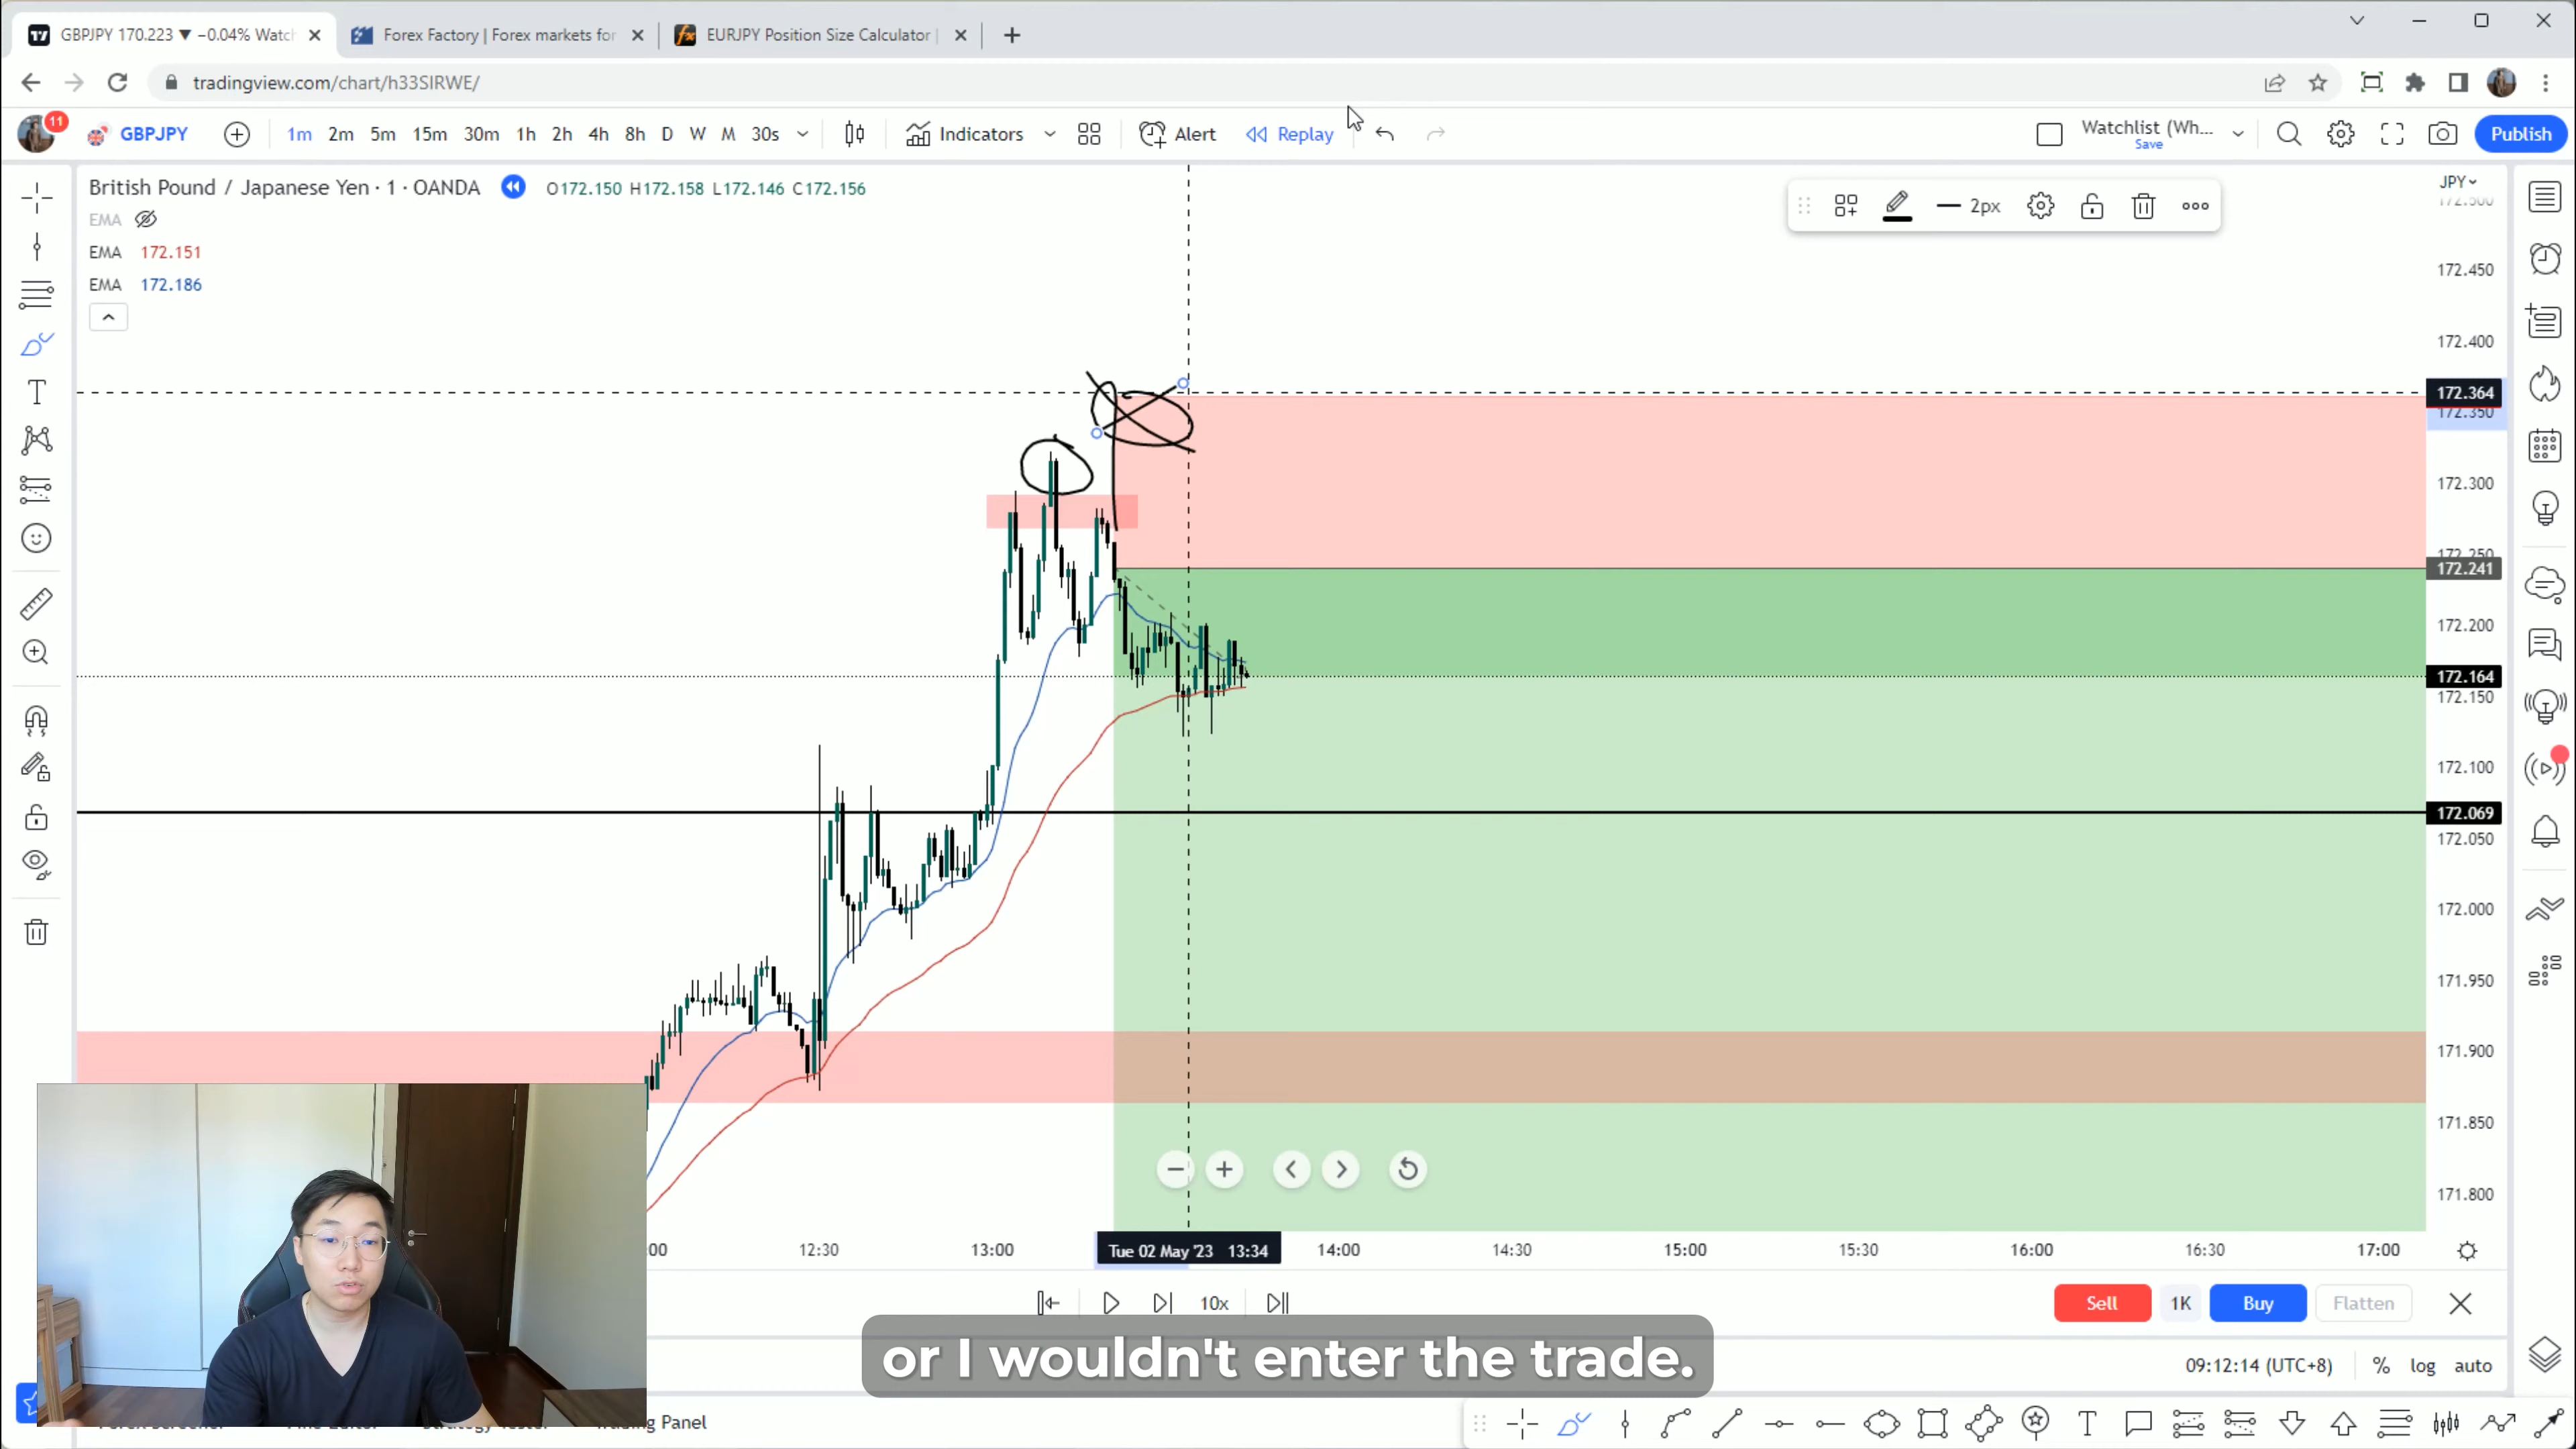 GBPJPY 170.223 ▼ −0.04% Watc
Forex Factory | Forex markets for
EURJPY Position Size Calculator |
tradingview.com/chart/h33SIRWE/
11
GBPJPY
1m 2m 5m 15m 30m 1h 2h 4h 8h D W M 30s
Indicators
Alert
Replay
Watchlist (Wh...
Save
Publish
British Pound / Japanese Yen · 1 · OANDA
O172.150 H172.158 L172.146 C172.156
EMA
EMA 172.151
EMA 172.186
2px
JPY
172.500
172.450
172.400
172.364
172.350
172.300
172.250
172.241
172.200
172.164
172.150
172.100
172.069
172.050
172.000
171.950
171.900
171.850
171.800
:00 12:30 13:00 Tue 02 May '23 13:34 14:00 14:30 15:00 15:30 16:00 16:30 17:00
10x
Sell 1K Buy Flatten
or I wouldn't enter the trade.
09:12:14 (UTC+8) % log auto
g Panel